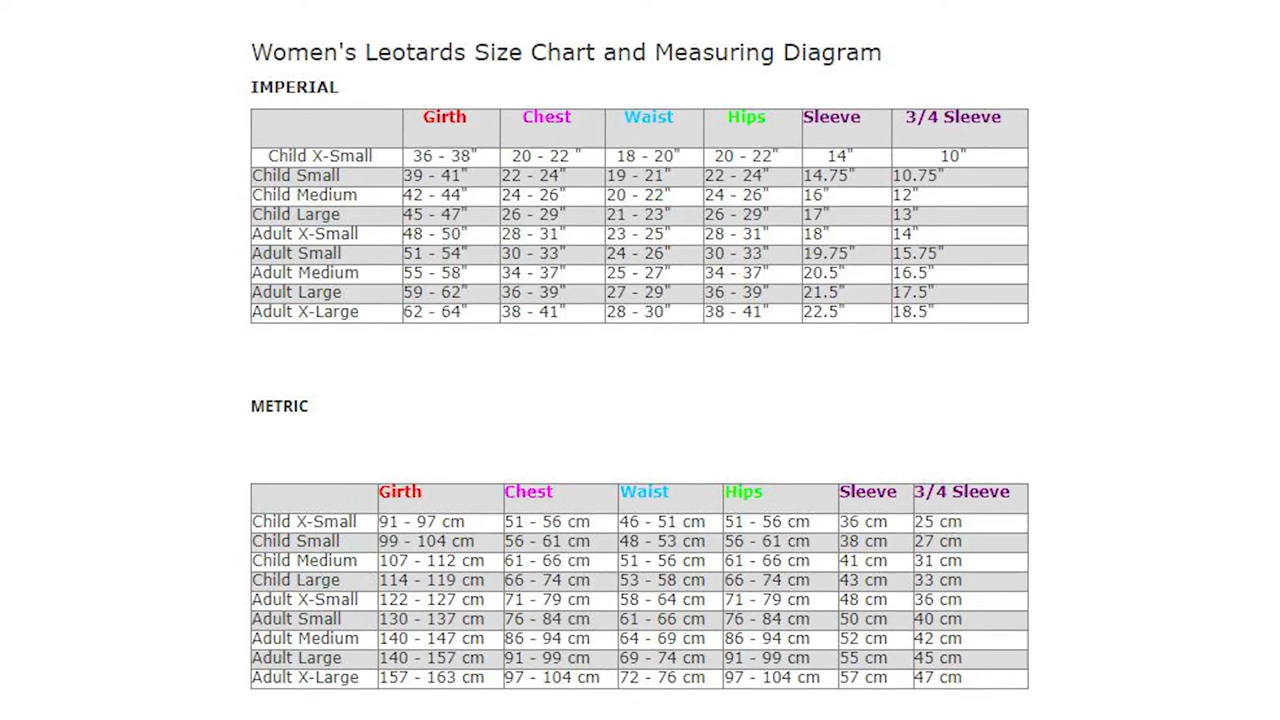 Women's Leotards Size Chart and Measuring Diagram
IMPERIAL
Girth Chest Waist Hips Sleeve 3/4 Sleeve
Child X-Small 36 - 38" 20 - 22 " 18 - 20" 20 - 22" 14" 10"
Child Small 39 - 41" 22 - 24" 19 - 21" 22 - 24" 14.75" 10.75"
Child Medium 42 - 44" 24 - 26" 20 - 22" 24 - 26" 16" 12"
Child Large 45 - 47" 26 - 29" 21 - 23" 26 - 29" 17" 13"
Adult X-Small 48 - 50" 28 - 31" 23 - 25" 28 - 31" 18" 14"
Adult Small 51 - 54" 30 - 33" 24 - 26" 30 - 33" 19.75" 15.75"
Adult Medium 55 - 58" 34 - 37" 25 - 27" 34 - 37" 20.5" 16.5"
Adult Large 59 - 62" 36 - 39" 27 - 29" 36 - 39" 21.5" 17.5"
Adult X-Large 62 - 64" 38 - 41" 28 - 30" 38 - 41" 22.5" 18.5"
METRIC
Girth Chest Waist Hips Sleeve 3/4 Sleeve
Child X-Small 91 - 97 cm 51 - 56 cm 46 - 51 cm 51 - 56 cm 36 cm 25 cm
Child Small 99 - 104 cm 56 - 61 cm 48 - 53 cm 56 - 61 cm 38 cm 27 cm
Child Medium 107 - 112 cm 61 - 66 cm 51 - 56 cm 61 - 66 cm 41 cm 31 cm
Child Large 114 - 119 cm 66 - 74 cm 53 - 58 cm 66 - 74 cm 43 cm 33 cm
Adult X-Small 122 - 127 cm 71 - 79 cm 58 - 64 cm 71 - 79 cm 48 cm 36 cm
Adult Small 130 - 137 cm 76 - 84 cm 61 - 66 cm 76 - 84 cm 50 cm 40 cm
Adult Medium 140 - 147 cm 86 - 94 cm 64 - 69 cm 86 - 94 cm 52 cm 42 cm
Adult Large 140 - 157 cm 91 - 99 cm 69 - 74 cm 91 - 99 cm 55 cm 45 cm
Adult X-Large 157 - 163 cm 97 - 104 cm 72 - 76 cm 97 - 104 cm 57 cm 47 cm